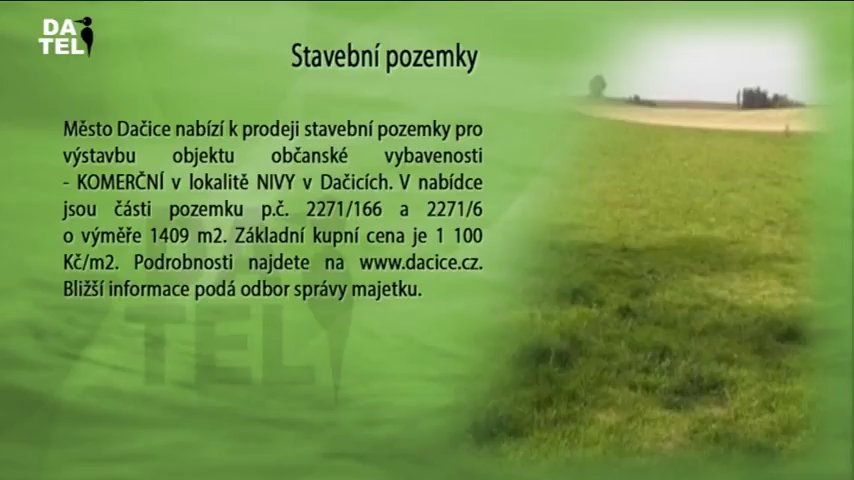 DA
TEL
Stavební pozemky
Město Dačice nabízí k prodeji stavební pozemky pro
výstavbu objektu občanské vybavenosti
- KOMERČNÍ v lokalitě NIVY v Dačicích. V nabídce
jsou části pozemku p.č. 2271/166 a 2271/6
o výměře 1409 m2. Základní kupní cena je 1 100
Kč/m2. Podrobnosti najdete na www.dacice.cz.
Bližší informace podá odbor správy majetku.
TEL